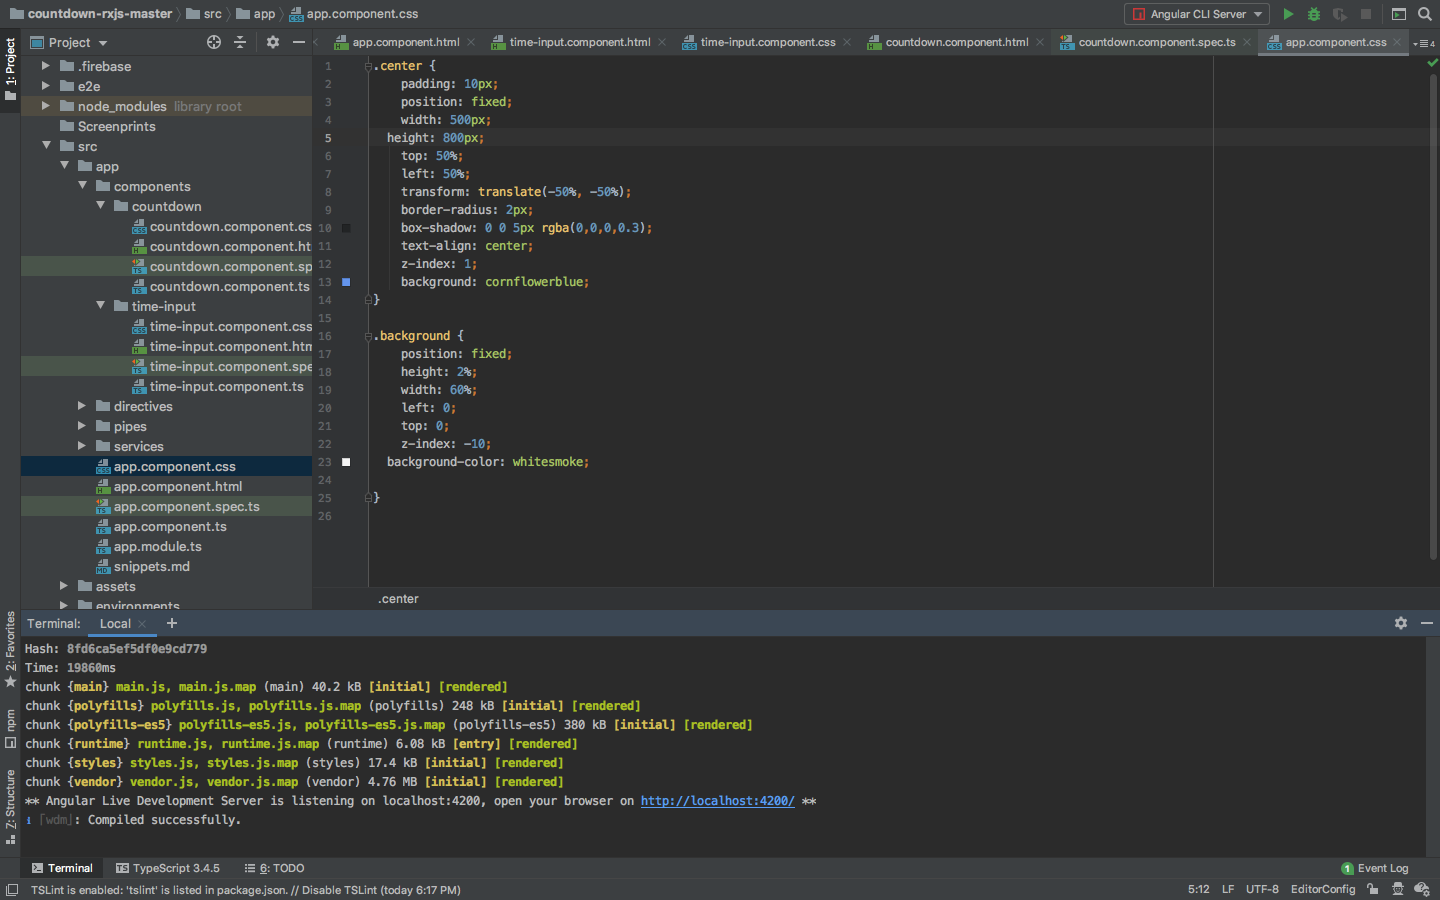 countdown-rxjs-master src app app.component.css
Angular CLI Server
Project
app.component.html time-input.component.html time-input.component.css countdown.component.html countdown.component.spec.ts app.component.css 4
1: Project
.firebase
e2e
node_modules library root
Screenprints
src
app
components
countdown
countdown.component.cs
countdown.component.ht
countdown.component.sp
countdown.component.ts
time-input
time-input.component.css
time-input.component.htm
time-input.component.spe
time-input.component.ts
directives
pipes
services
app.component.css
app.component.html
app.component.spec.ts
app.component.ts
app.module.ts
snippets.md
assets
environments
1 .center {
2 padding: 10px;
3 position: fixed;
4 width: 500px;
5 height: 800px;
6 top: 50%;
7 left: 50%;
8 transform: translate(-50%, -50%);
9 border-radius: 2px;
10 box-shadow: 0 0 5px rgba(0,0,0,0.3);
11 text-align: center;
12 z-index: 1;
13 background: cornflowerblue;
14 }
15
16 .background {
17 position: fixed;
18 height: 2%;
19 width: 60%;
20 left: 0;
21 top: 0;
22 z-index: -10;
23 background-color: whitesmoke;
24
25 }
26
.center
2: Favorites
npm
7: Structure
Terminal: Local
Hash: 8fd6ca5ef5df0e9cd779
Time: 19860ms
chunk {main} main.js, main.js.map (main) 40.2 kB [initial] [rendered]
chunk {polyfills} polyfills.js, polyfills.js.map (polyfills) 248 kB [initial] [rendered]
chunk {polyfills-es5} polyfills-es5.js, polyfills-es5.js.map (polyfills-es5) 380 kB [initial] [rendered]
chunk {runtime} runtime.js, runtime.js.map (runtime) 6.08 kB [entry] [rendered]
chunk {styles} styles.js, styles.js.map (styles) 17.4 kB [initial] [rendered]
chunk {vendor} vendor.js, vendor.js.map (vendor) 4.76 MB [initial] [rendered]
** Angular Live Development Server is listening on localhost:4200, open your browser on http://localhost:4200/ **
ℹ ｢wdm｣: Compiled successfully.
Terminal TypeScript 3.4.5 6: TODO 1 Event Log
TSLint is enabled: 'tslint' is listed in package.json. // Disable TSLint (today 6:17 PM) 5:12 LF UTF-8 EditorConfig